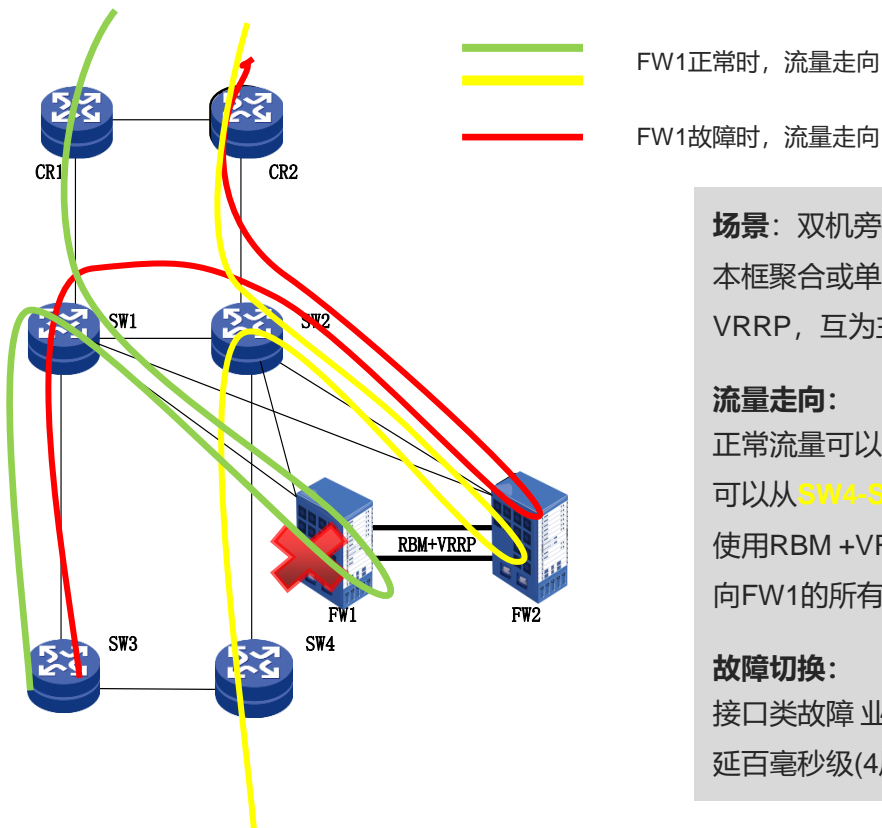 FW1正常时，流量走向
FW1故障时，流量走向
CR1
CR2
SW1
SW2
RBM+VRRP
FW1
FW2
SW3
SW4
场景：双机旁
本框聚合或单
VRRP，互为
流量走向：
正常流量可以
可以从SW4-S
使用RBM +VR
向FW1的所有
故障切换：
接口类故障 业
延百毫秒级(4